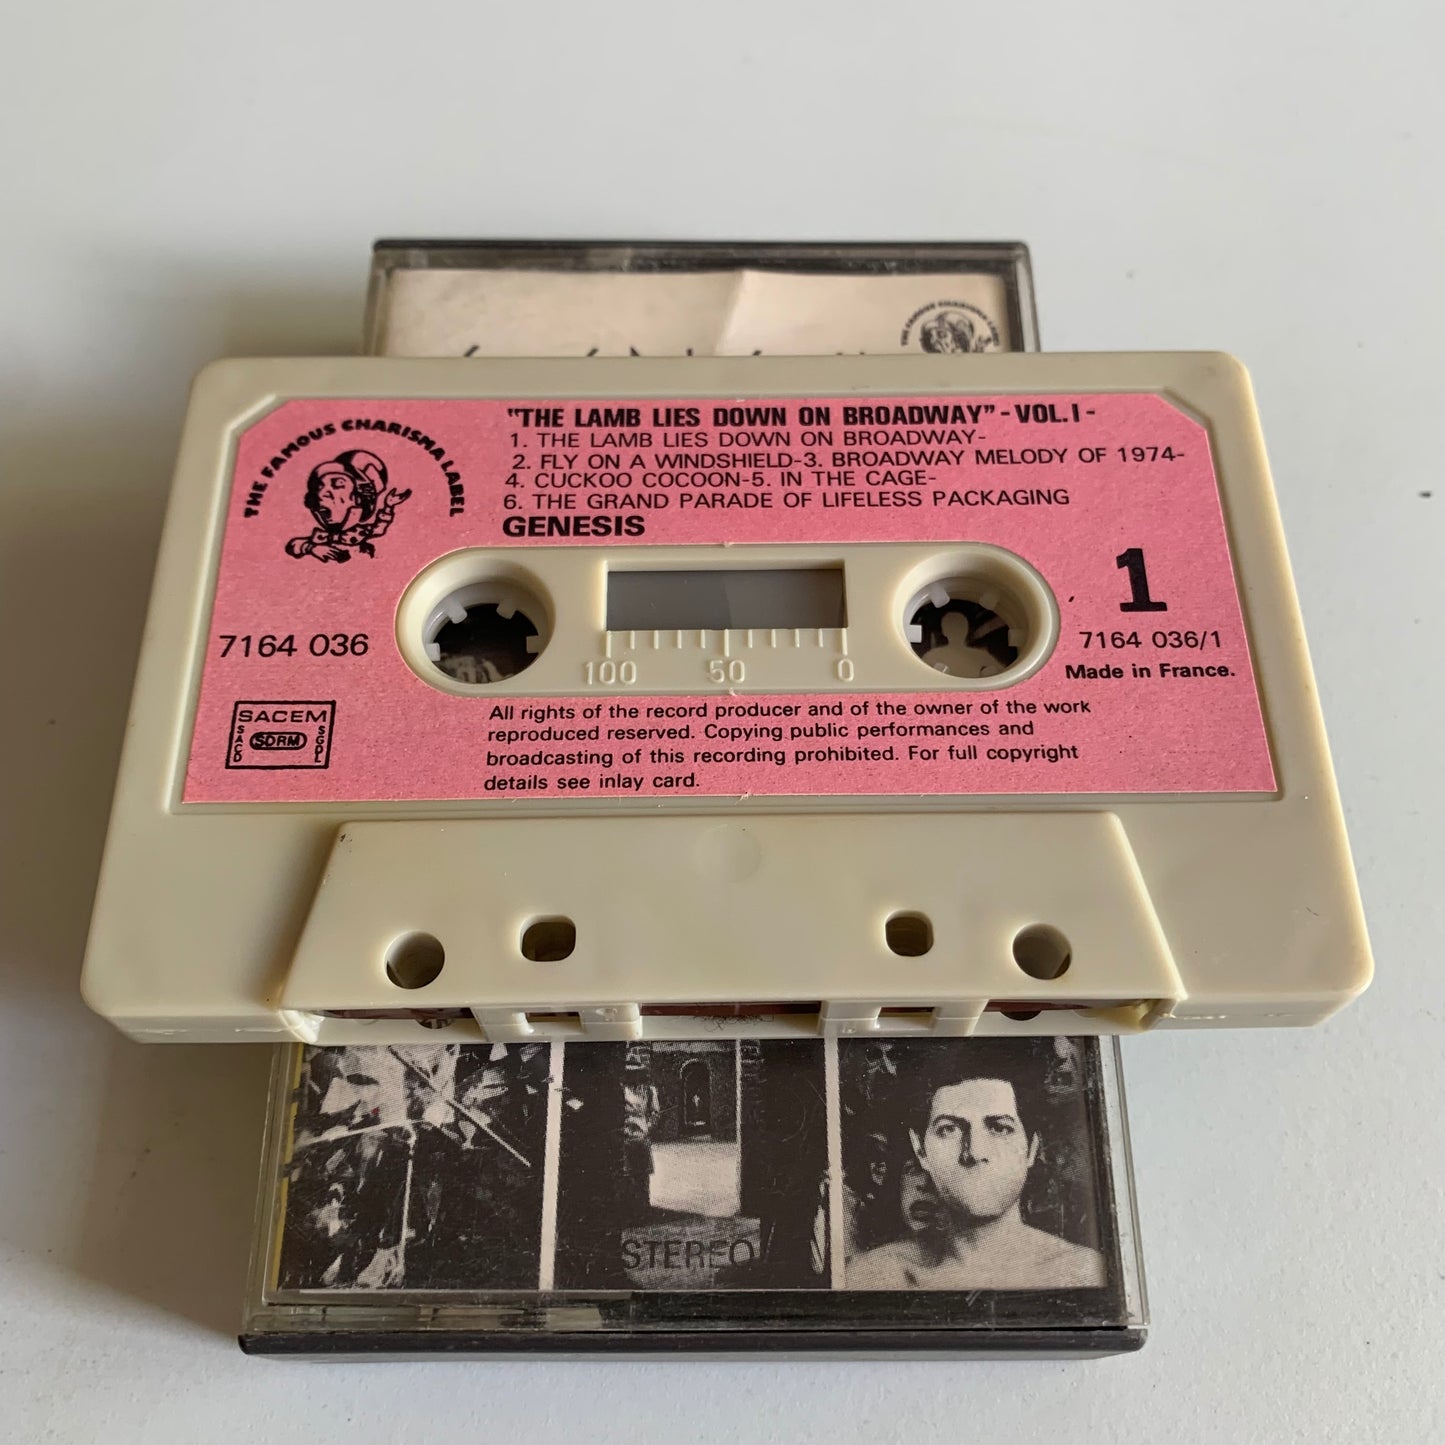 THE FAMOUS CHARISMA LABEL
THE FAMOUS CHARISMA LABEL
"THE LAMB LIES DOWN ON BROADWAY" - VOL. I -
1. THE LAMB LIES DOWN ON BROADWAY-
2. FLY ON A WINDSHIELD-3. BROADWAY MELODY OF 1974-
4. CUCKOO COCOON-5. IN THE CAGE-
6. THE GRAND PARADE OF LIFELESS PACKAGING
GENESIS
1
7164 036
7164 036/1
Made in France.
100 50 0
SACEM
SACD SDRM SGDL
All rights of the record producer and of the owner of the work
reproduced reserved. Copying public performances and
broadcasting of this recording prohibited. For full copyright
details see inlay card.
STEREO